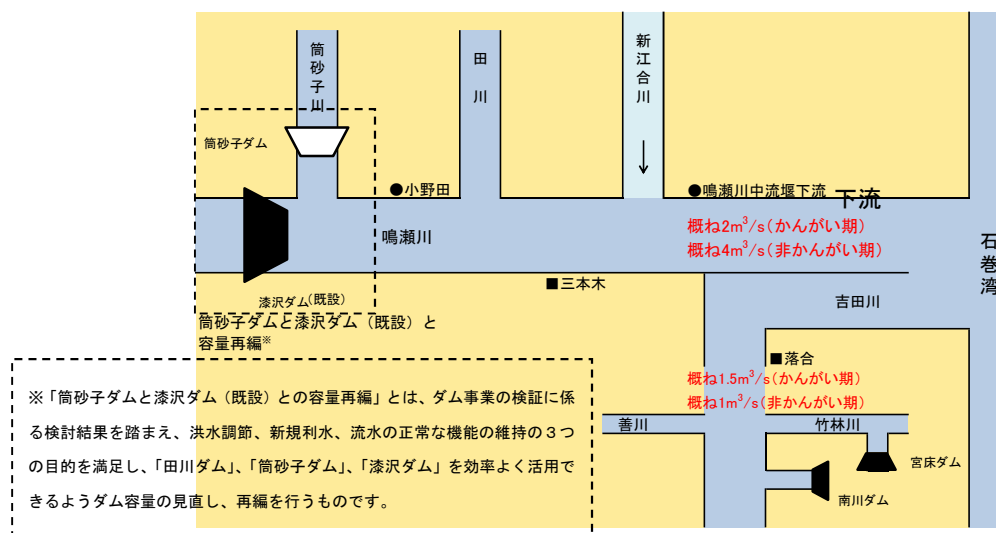 筒砂子川
田川
新江合川
筒砂子ダム
●小野田
●鳴瀬川中流堰下流
下流
概ね2m³/s(かんがい期)
概ね4m³/s(非かんがい期)
鳴瀬川
石巻湾
■三本木
漆沢ダム(既設)
吉田川
筒砂子ダムと漆沢ダム（既設）と
容量再編※
■落合
概ね1.5m³/s(かんがい期)
概ね1m³/s(非かんがい期)
善川
竹林川
宮床ダム
南川ダム
※「筒砂子ダムと漆沢ダム（既設）との容量再編」とは、ダム事業の検証に係
る検討結果を踏まえ、洪水調節、新規利水、流水の正常な機能の維持の３つ
の目的を満足し、「田川ダム」、「筒砂子ダム」、「漆沢ダム」を効率よく活用で
きるようダム容量の見直し、再編を行うものです。